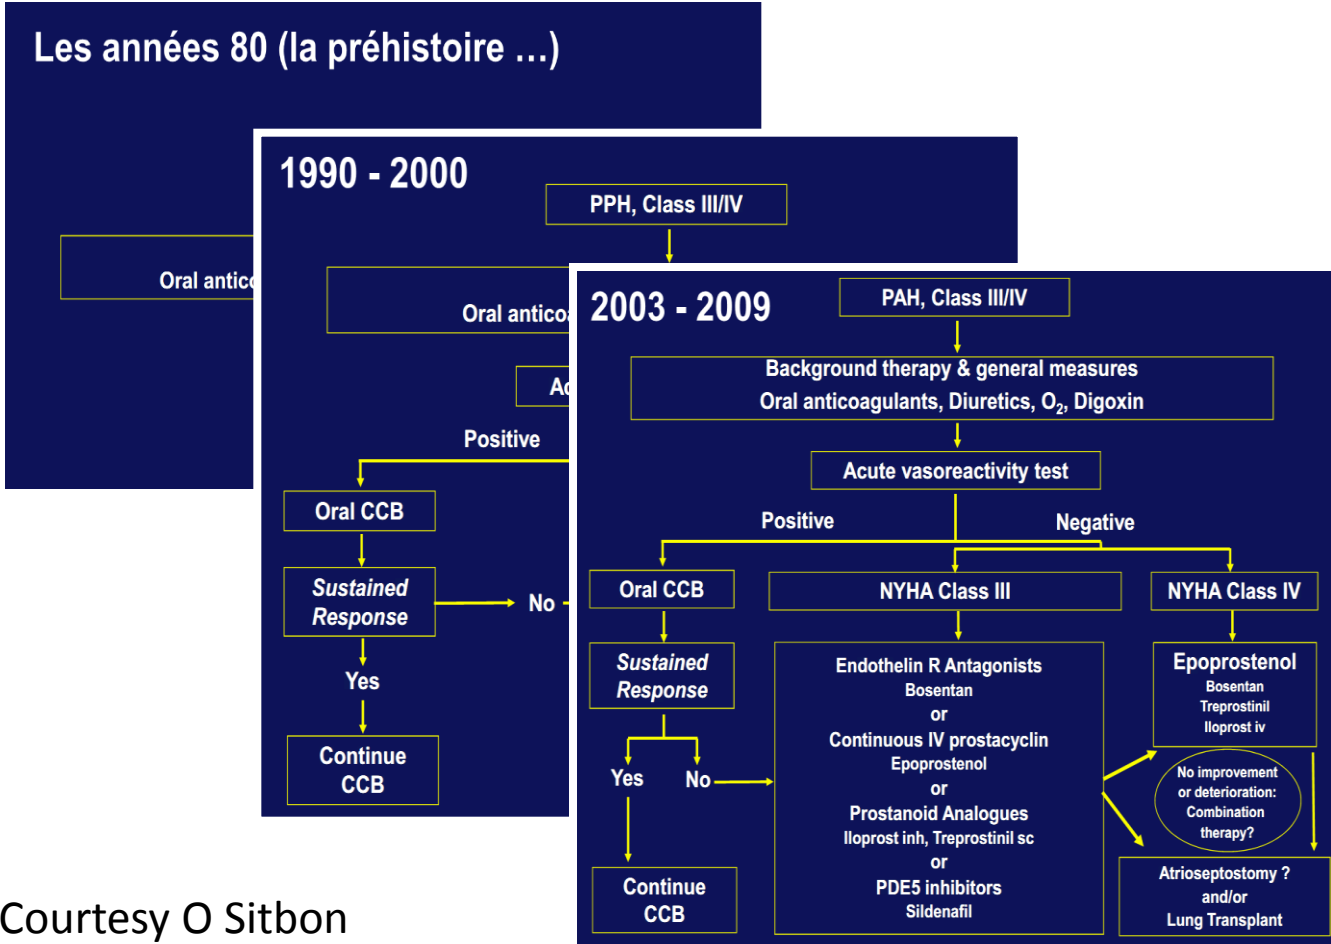 Les années 80 (la préhistoire ...)
Oral
1990 - 2000
PPH, Class III/IV
Oral
Positive
Oral CCB
Sustained
Response
No
Yes
Continue
CCB
2003 - 2009
PAH, Class III/IV
Background therapy & general measures
Oral anticoagulants, Diuretics, O₂, Digoxin
Acute vasoreactivity test
Positive
Negative
Oral CCB
NYHA Class III
NYHA Class IV
Sustained
Response
Yes
No
Continue
CCB
Endothelin R Antagonists
Bosentan
or
Continuous IV prostacyclin
Epoprostenol
or
Prostanoid Analogues
Iloprost inh, Treprostinil sc
or
PDE5 inhibitors
Sildenafil
Epoprostenol
Bosentan
Treprostinil
Iloprost iv
No improvement
or deterioration:
Combination
therapy?
Atrioseptostomy ?
and/or
Lung Transplant
Courtesy O Sitbon